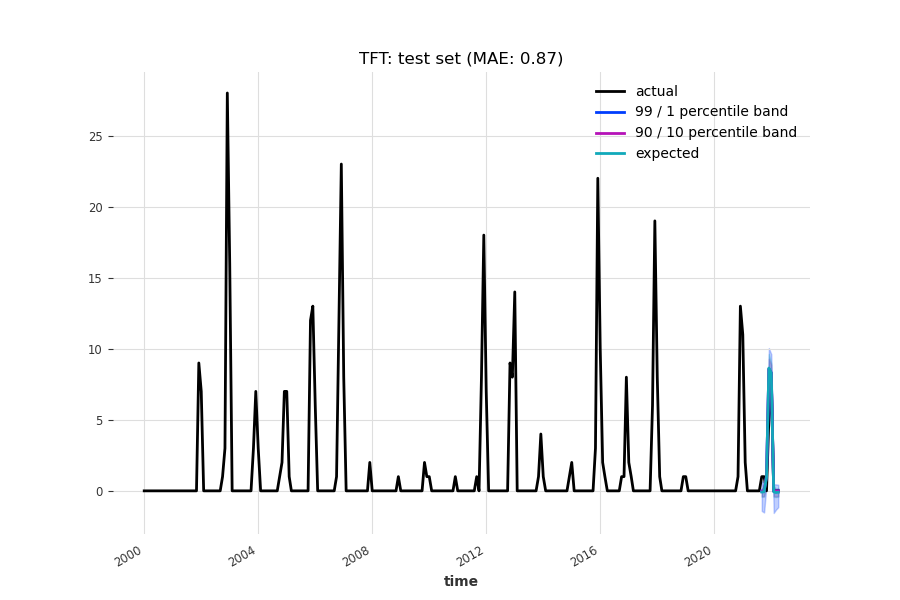 TFT: test set (MAE: 0.87)
actual
99 / 1 percentile band
90 / 10 percentile band
expected
25
20
15
10
5
0
2000
2004
2008
2012
2016
2020
time